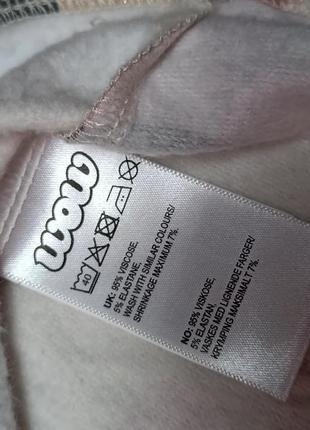 wow
40
UK: 95% VISCOSE,
5% ELASTANE.
WASH WITH SIMILAR COLOURS/
SHRINKAGE MAXIMUM 7%.
NO: 95% VISKOSE,
5% ELASTAN.
VASKES MED LIGNENDE FARGER/
KRYMPING MAKSIMALT 7%.